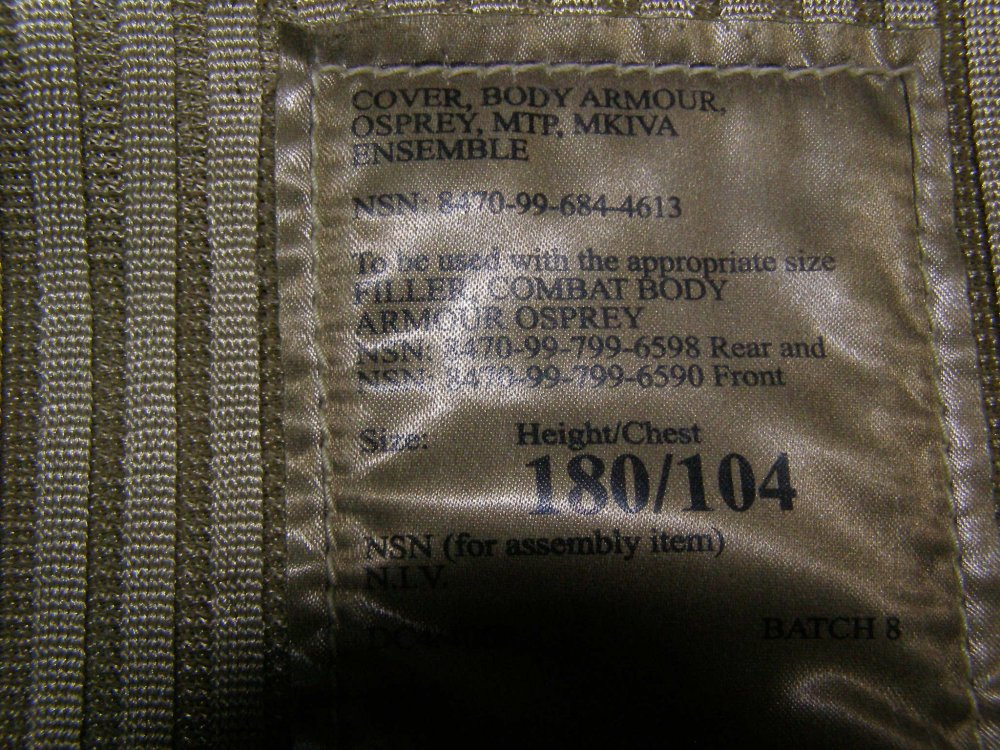 COVER, BODY ARMOUR,
OSPREY, MTP, MKIVA
ENSEMBLE
NSN: 8470-99-684-4613
To be used with the appropriate size
FILLER, COMBAT BODY
ARMOUR OSPREY
NSN: 8470-99-799-6598 Rear and
NSN: 8470-99-799-6590 Front
Size: Height/Chest
180/104
NSN (for assembly item)
N.I.V.
BATCH 8